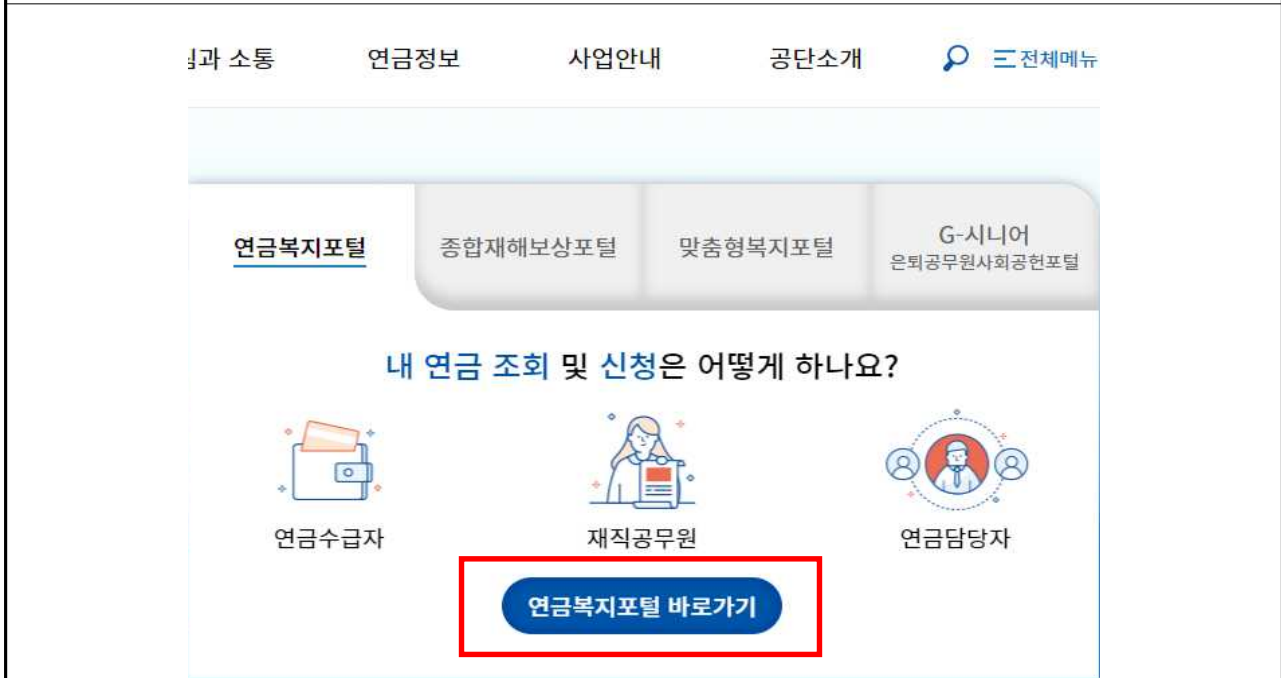 과 소통 연금정보 사업안내 공단소개 전체메뉴
연금복지포털 종합재해보상포털 맞춤형복지포털 G-시니어
은퇴공무원사회공헌포털
내 연금 조회 및 신청은 어떻게 하나요?
연금수급자 재직공무원 연금담당자
연금복지포털 바로가기